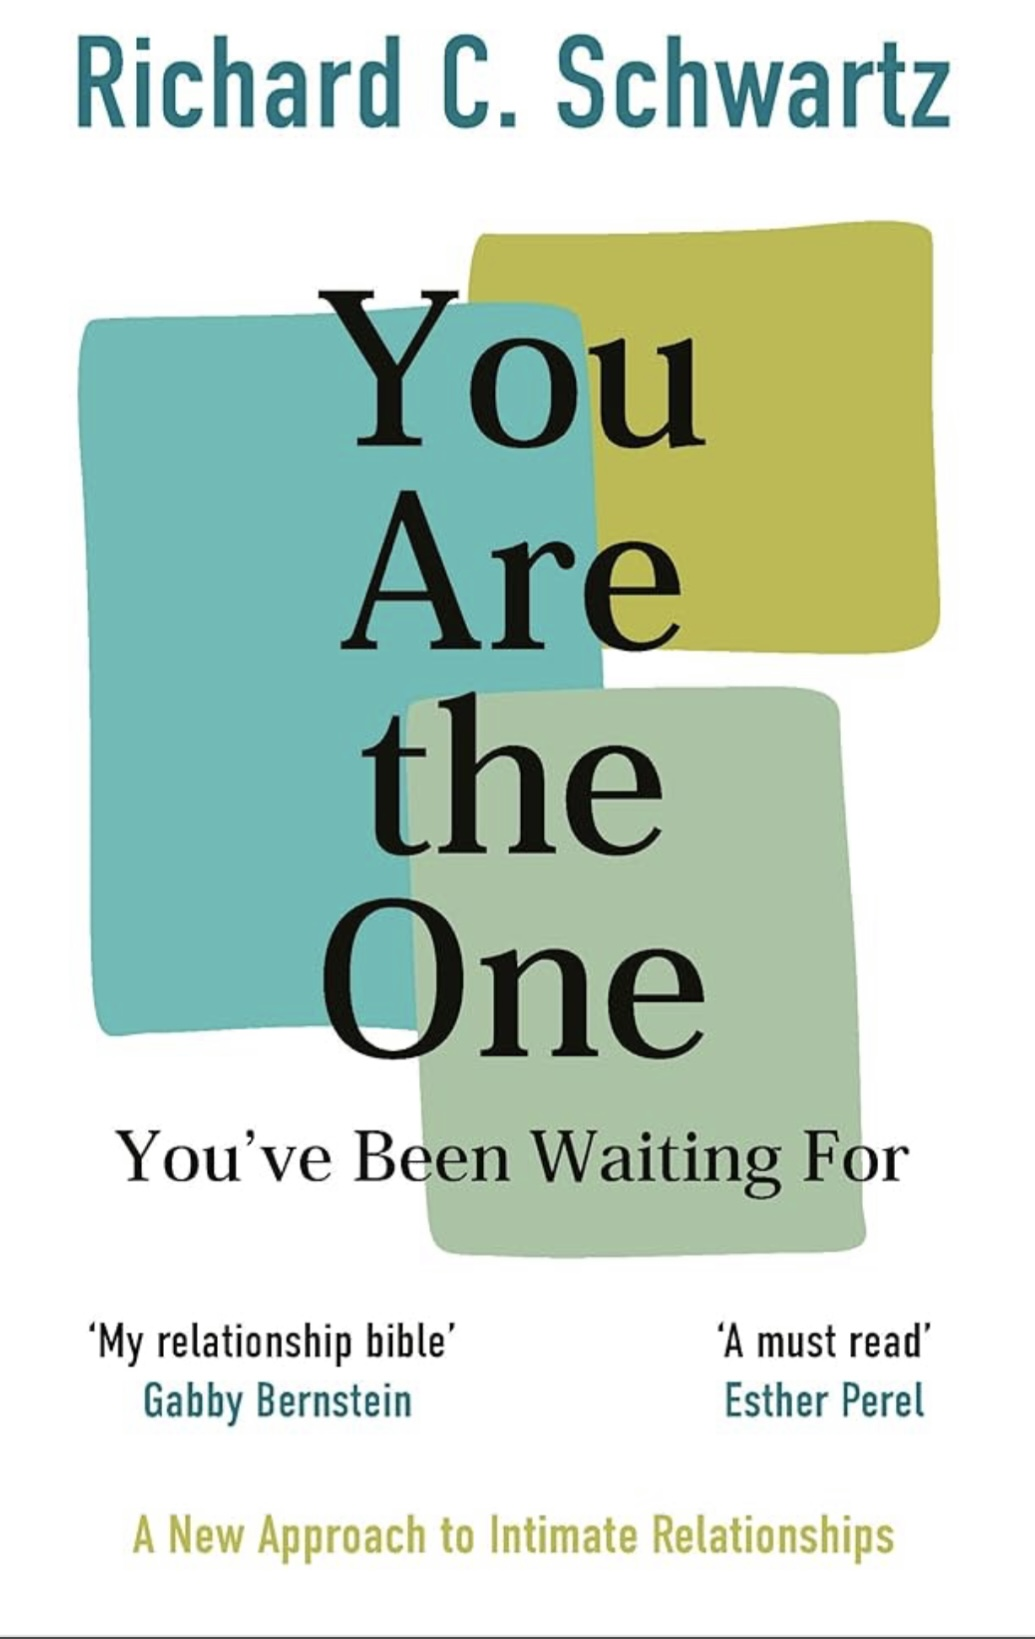 Richard C. Schwartz
You
Are
the
One
You've Been Waiting For
‘My relationship bible’
Gabby Bernstein
‘A must read’
Esther Perel
A New Approach to Intimate Relationships